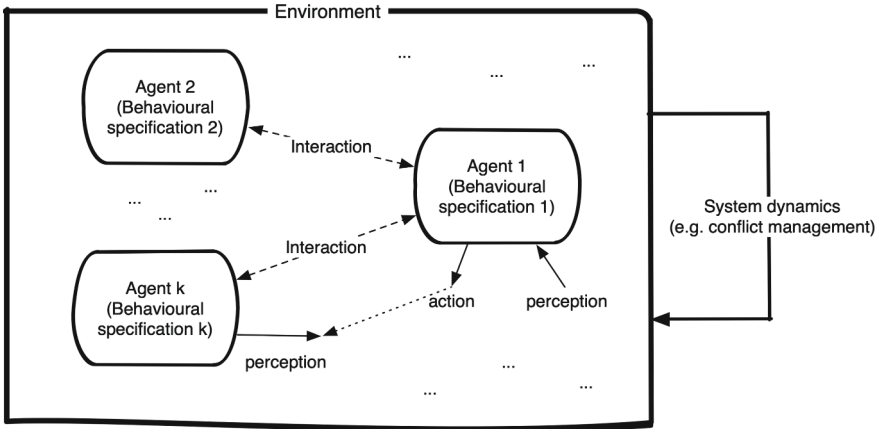 Environment
...
...
...
Agent 2
(Behavioural
specification 2)
Interaction
Agent 1
(Behavioural
specification 1)
...
...
...
System dynamics
(e.g. conflict management)
Interaction
Agent k
(Behavioural
specification k)
action
perception
perception
...
...
...